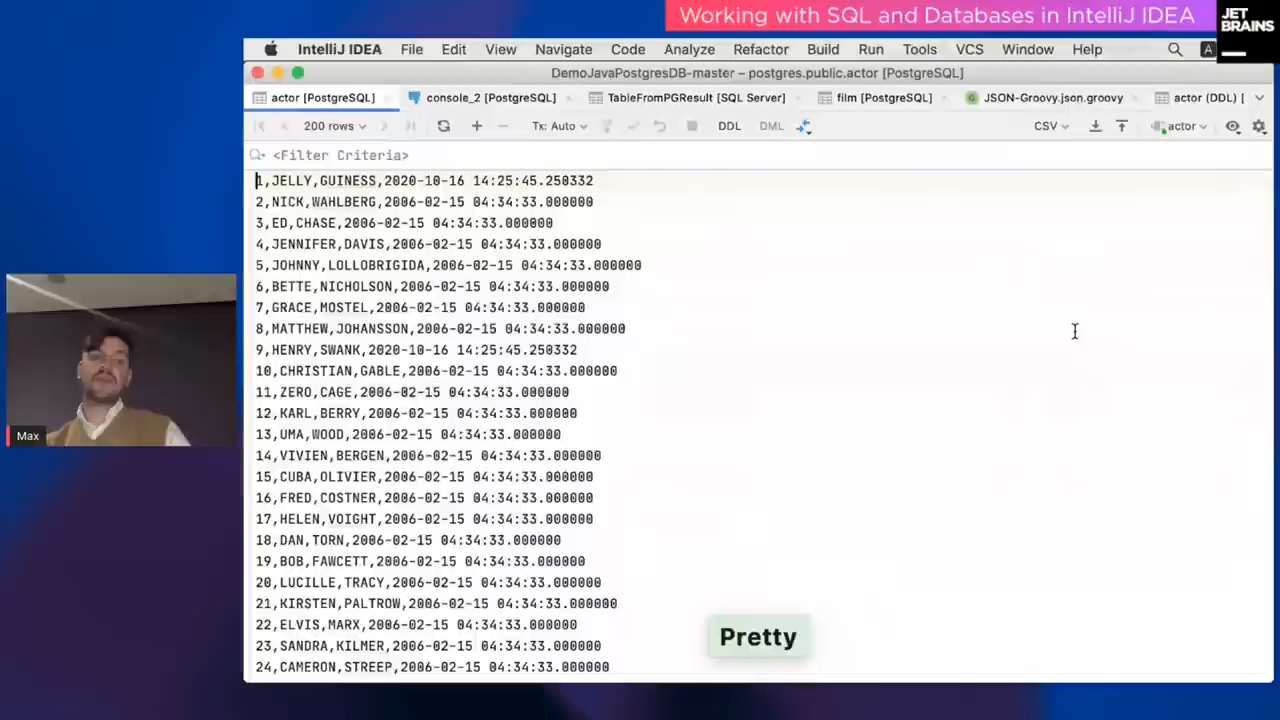 Working with SQL and Databases in IntelliJ IDEA
JET
BRAINS
IntelliJ IDEA File Edit View Navigate Code Analyze Refactor Build Run Tools VCS Window Help A
DemoJavaPostgresDB-master – postgres.public.actor [PostgreSQL]
actor [PostgreSQL] console_2 [PostgreSQL] TableFromPGResult [SQL Server] film [PostgreSQL] JSON-Groovy.json.groovy actor (DDL) [
200 rows Tx: Auto DDL DML CSV actor
<Filter Criteria>
1,JELLY,GUINESS,2020-10-16 14:25:45.250332
2,NICK,WAHLBERG,2006-02-15 04:34:33.000000
3,ED,CHASE,2006-02-15 04:34:33.000000
4,JENNIFER,DAVIS,2006-02-15 04:34:33.000000
5,JOHNNY,LOLLOBRIGIDA,2006-02-15 04:34:33.000000
6,BETTE,NICHOLSON,2006-02-15 04:34:33.000000
7,GRACE,MOSTEL,2006-02-15 04:34:33.000000
8,MATTHEW,JOHANSSON,2006-02-15 04:34:33.000000
9,HENRY,SWANK,2020-10-16 14:25:45.250332
10,CHRISTIAN,GABLE,2006-02-15 04:34:33.000000
11,ZERO,CAGE,2006-02-15 04:34:33.000000
12,KARL,BERRY,2006-02-15 04:34:33.000000
13,UMA,WOOD,2006-02-15 04:34:33.000000
14,VIVIEN,BERGEN,2006-02-15 04:34:33.000000
15,CUBA,OLIVIER,2006-02-15 04:34:33.000000
16,FRED,COSTNER,2006-02-15 04:34:33.000000
17,HELEN,VOIGHT,2006-02-15 04:34:33.000000
18,DAN,TORN,2006-02-15 04:34:33.000000
19,BOB,FAWCETT,2006-02-15 04:34:33.000000
20,LUCILLE,TRACY,2006-02-15 04:34:33.000000
21,KIRSTEN,PALTROW,2006-02-15 04:34:33.000000
22,ELVIS,MARX,2006-02-15 04:34:33.000000
23,SANDRA,KILMER,2006-02-15 04:34:33.000000
24,CAMERON,STREEP,2006-02-15 04:34:33.000000
Max
Pretty